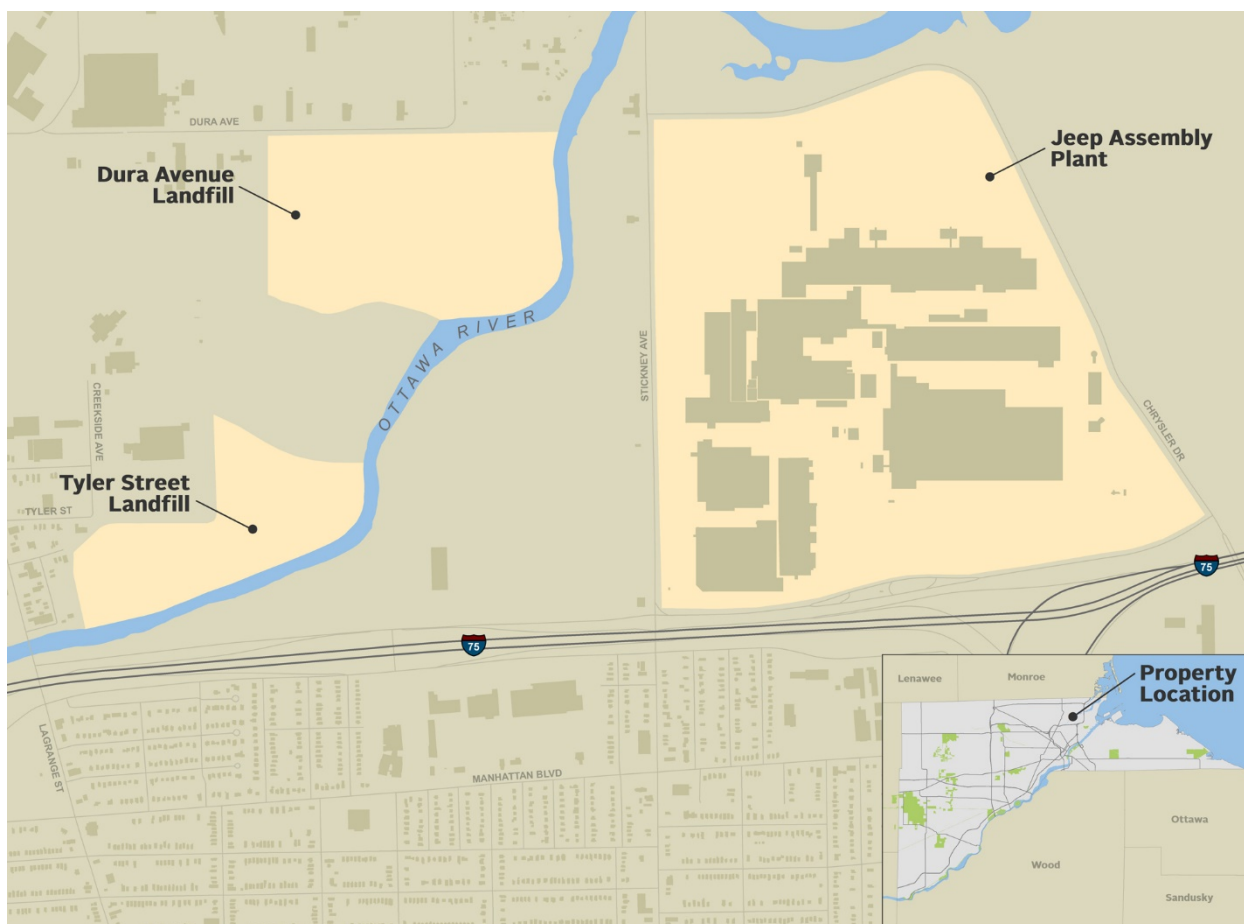 DURA AVE
Jeep Assembly
Plant
Dura Avenue
Landfill
OTTAWA RIVER
STICKNEY AVE
CREEKSIDE AVE
CHRYSLER DR
Tyler Street
Landfill
TYLER ST
75
75
LAGRANGE ST
MANHATTAN BLVD
Lenawee
Monroe
Property
Location
Ottawa
Wood
Sandusky